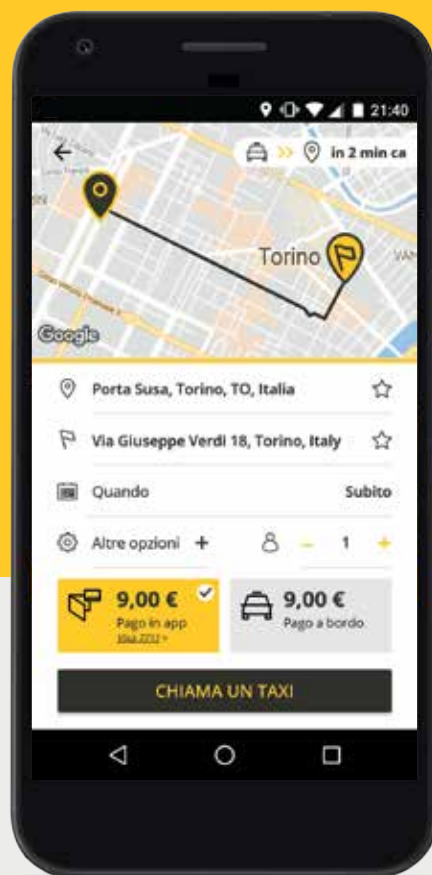 21:40
in 2 min ca
Torino
Google
Porta Susa, Torino, TO, Italia
Via Giuseppe Verdi 18, Torino, Italy
Quando Subito
Altre opzioni + – 1 +
9,00 €
Pago in app
9,00 €
Pago a bordo
CHIAMA UN TAXI